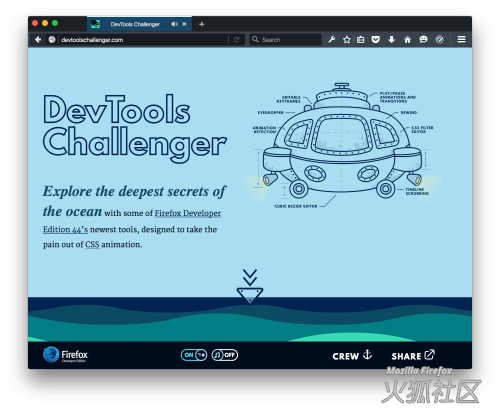 DevTools Challenger
devtoolschallenger.com
Search
DevTools
Challenger
EDITABLE
KEYFRAMES
PLAY/PAUSE
ANIMATIONS AND
TRANSITIONS
EYEDROPPER
REWIND
ANIMATION
DETECTION
CSS FILTER
EDITOR
TIMELINE
SCRUBBING
CUBIC BEZIER EDITOR
Explore the deepest secrets of
the ocean with some of Firefox Developer
Edition 44's newest tools, designed to take the
pain out of CSS animation.
Firefox
Developer Edition
ON
OFF
CREW
SHARE
Mozilla Firefox
火狐社区